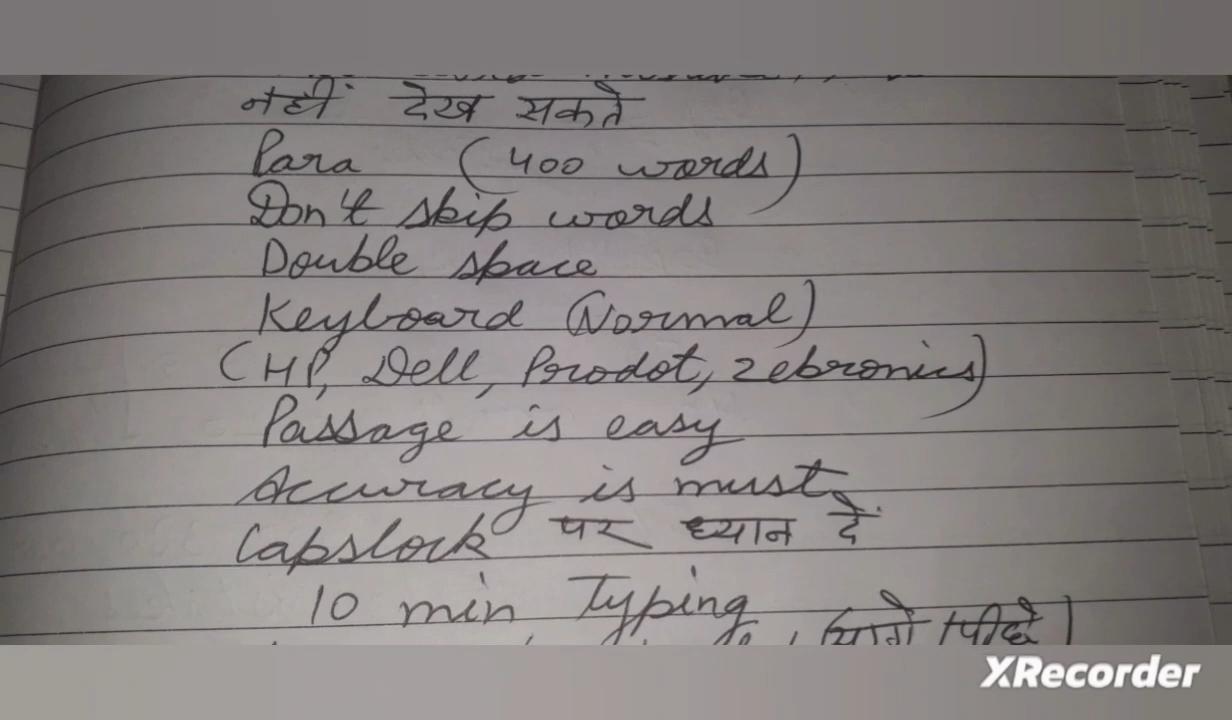 नहीं देख सकते
Para (400 words)
Don't skip words
Double space
Keyboard (Normal)
(HP, Dell, Prodot, zebronics)
Passage is easy
Accuracy is must
Capslock पर ध्यान दें
10 min Typing
XRecorder